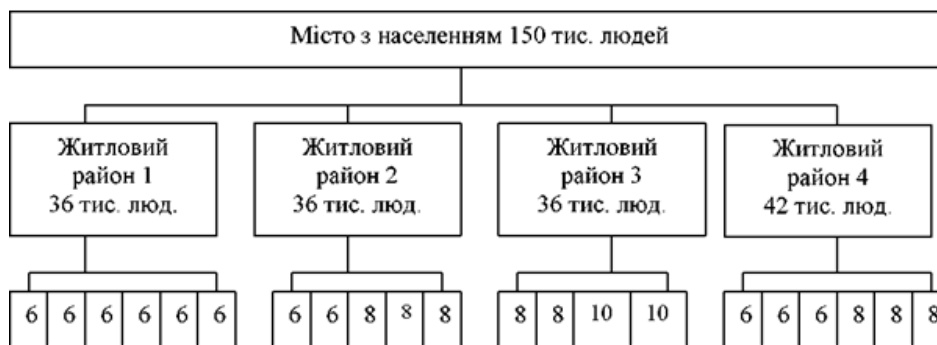 Місто з населенням 150 тис. людей
Житловий
район 1
36 тис. люд.
Житловий
район 2
36 тис. люд.
Житловий
район 3
36 тис. люд.
Житловий
район 4
42 тис. люд.
6 6 6 6 6 6
6 6 8 8 8
8 8 10 10
6 6 6 8 8 8